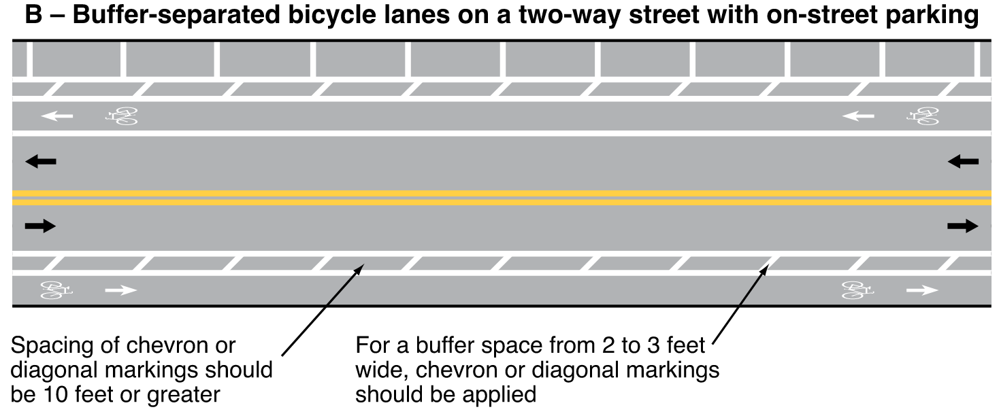 B – Buffer-separated bicycle lanes on a two-way street with on-street parking
Spacing of chevron or
diagonal markings should
be 10 feet or greater
For a buffer space from 2 to 3 feet
wide, chevron or diagonal markings
should be applied